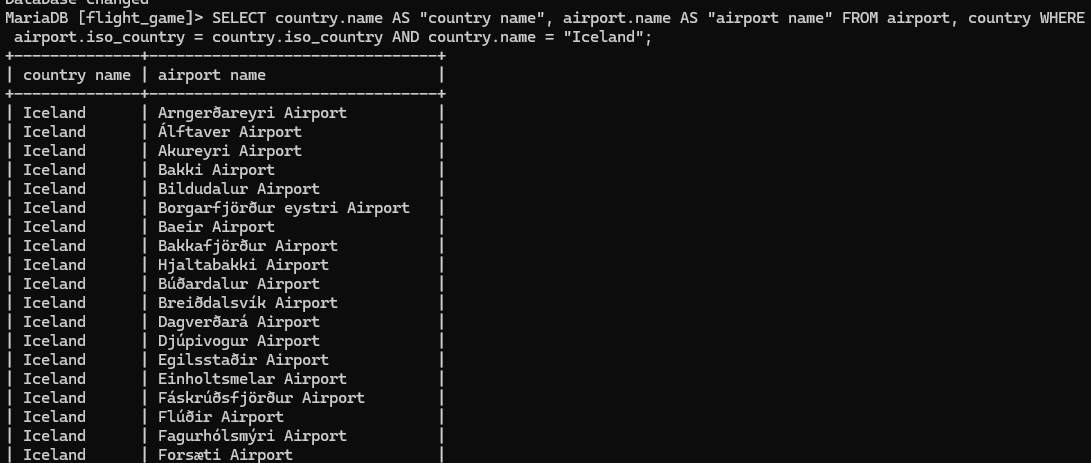 Database changed
MariaDB [flight_game]> SELECT country.name AS "country name", airport.name AS "airport name" FROM airport, country WHERE
 airport.iso_country = country.iso_country AND country.name = "Iceland";
+--------------+--------------------------------+
| country name | airport name                   |
+--------------+--------------------------------+
| Iceland      | Arngerðareyri Airport          |
| Iceland      | Álftaver Airport               |
| Iceland      | Akureyri Airport               |
| Iceland      | Bakki Airport                  |
| Iceland      | Bildudalur Airport             |
| Iceland      | Borgarfjörður eystri Airport   |
| Iceland      | Baeir Airport                  |
| Iceland      | Bakkafjörður Airport           |
| Iceland      | Hjaltabakki Airport            |
| Iceland      | Búðardalur Airport             |
| Iceland      | Breiðdalsvík Airport           |
| Iceland      | Dagverðará Airport             |
| Iceland      | Djúpivogur Airport             |
| Iceland      | Egilsstaðir Airport            |
| Iceland      | Einholtsmelar Airport          |
| Iceland      | Fáskrúðsfjörður Airport        |
| Iceland      | Flúðir Airport                 |
| Iceland      | Fagurhólsmýri Airport          |
| Iceland      | Forsæti Airport                |